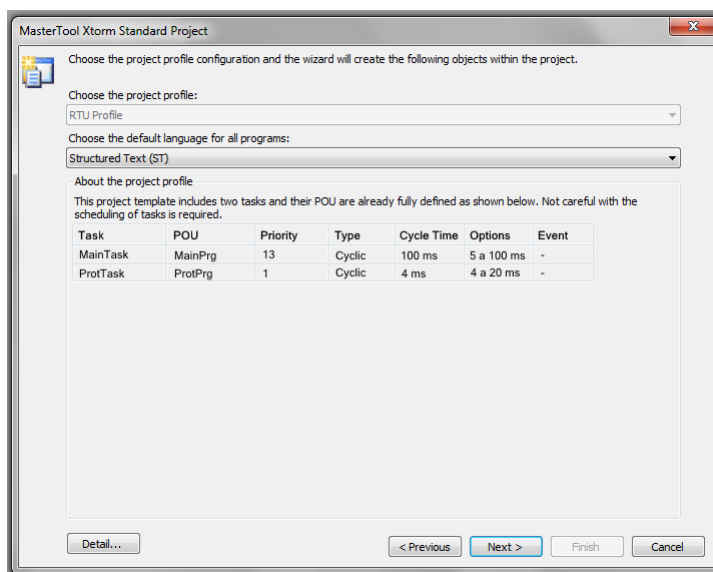 MasterTool Xtorm Standard Project
Choose the project profile configuration and the wizard will create the following objects within the project.
Choose the project profile:
RTU Profile
Choose the default language for all programs:
Structured Text (ST)
About the project profile
This project template includes two tasks and their POU are already fully defined as shown below. Not careful with the
scheduling of tasks is required.
Task POU Priority Type Cycle Time Options Event
MainTask MainPrg 13 Cyclic 100 ms 5 a 100 ms -
ProtTask ProtPrg 1 Cyclic 4 ms 4 a 20 ms -
Detail... < Previous Next > Finish Cancel